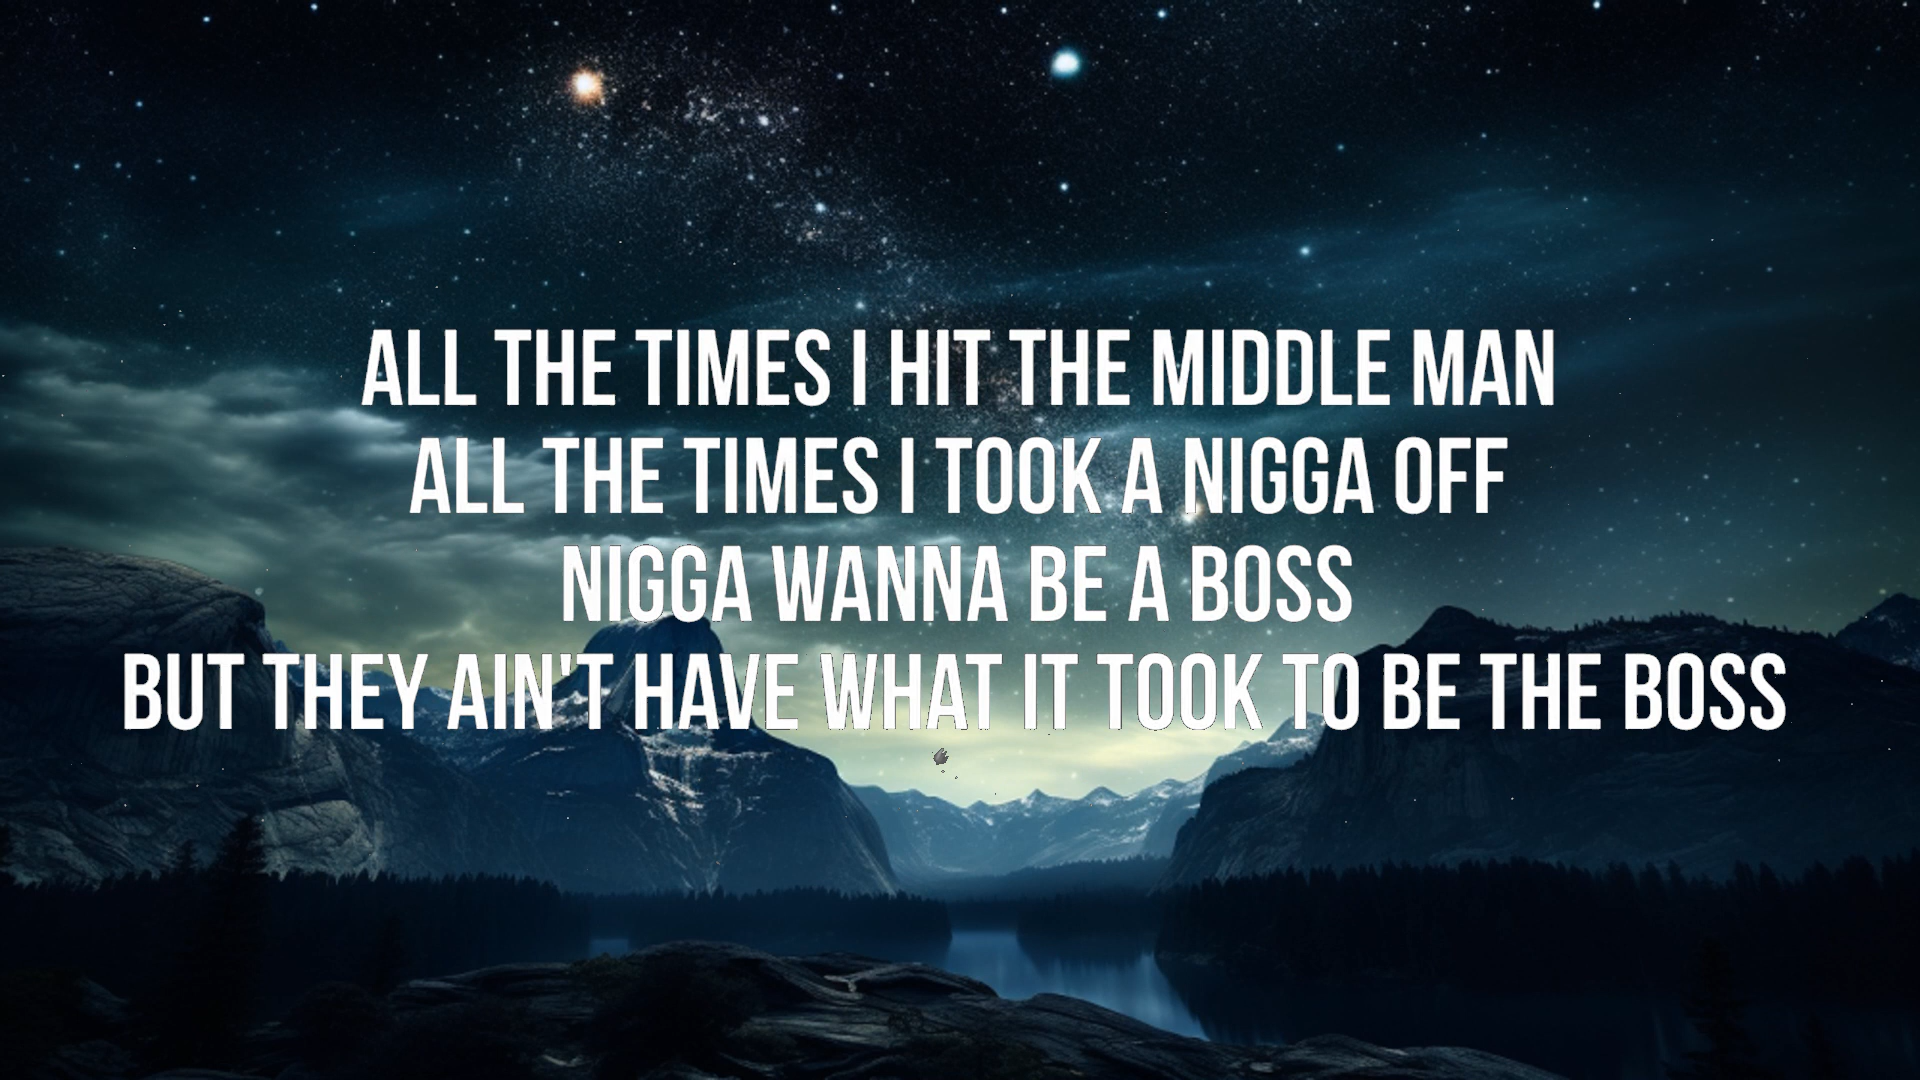 ALL THE TIMES I HIT THE MIDDLE MAN
ALL THE TIMES I TOOK A NIGGA OFF
NIGGA WANNA BE A BOSS
BUT THEY AIN'T HAVE WHAT IT TOOK TO BE THE BOSS